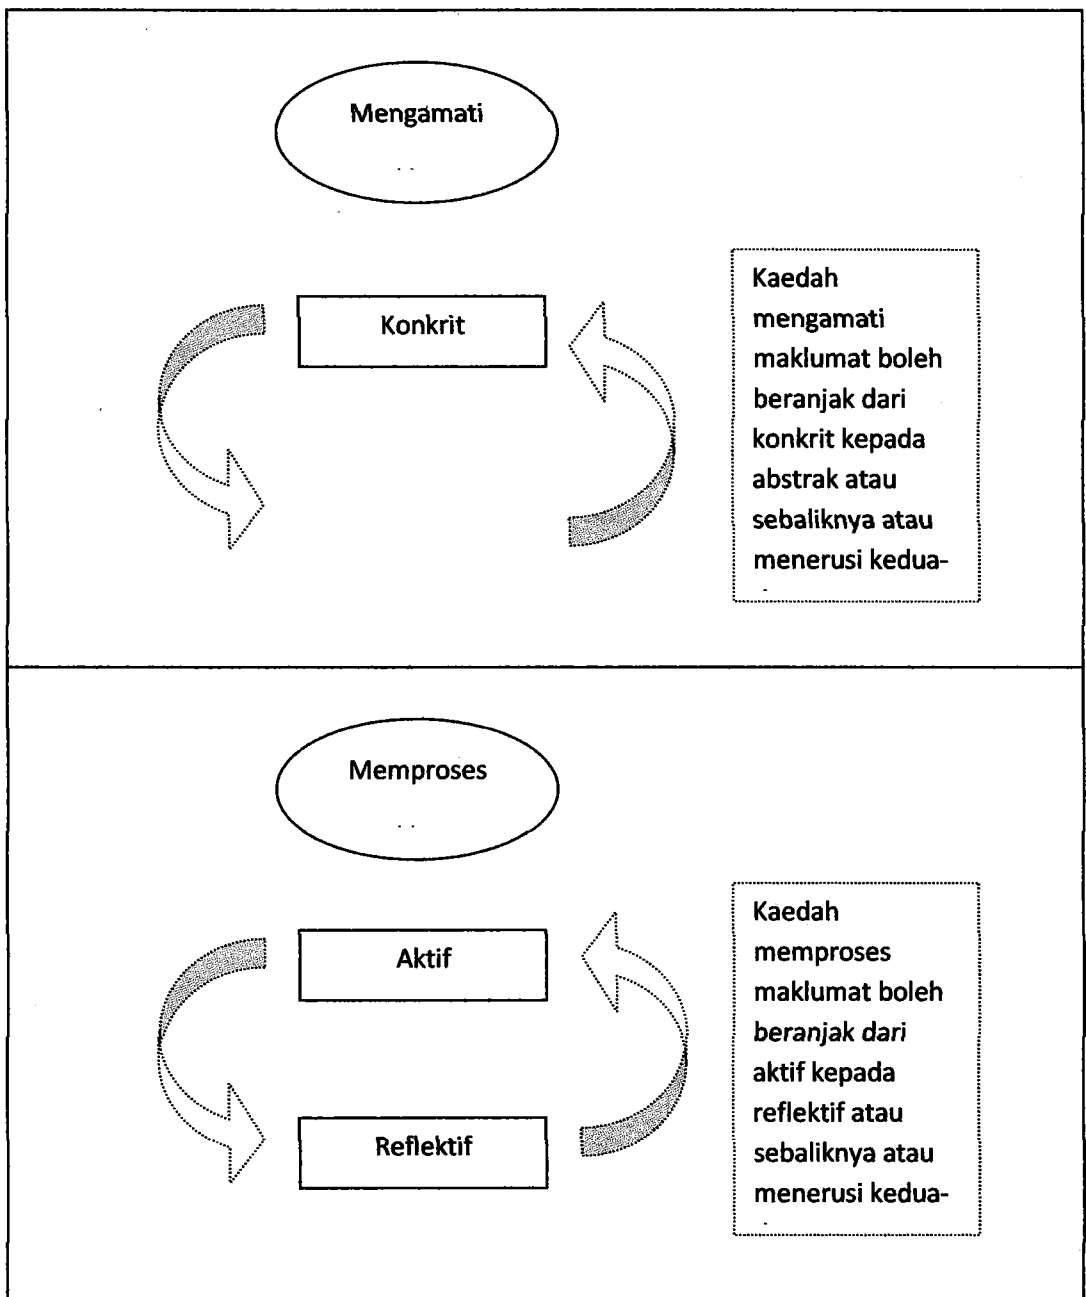 Mengamati
Konkrit
Kaedah
mengamati
maklumat boleh
beranjak dari
konkrit kepada
abstrak atau
sebaliknya atau
menerusi kedua-
Memproses
Aktif
Reflektif
Kaedah
memproses
maklumat boleh
beranjak dari
aktif kepada
reflektif atau
sebaliknya atau
menerusi kedua-